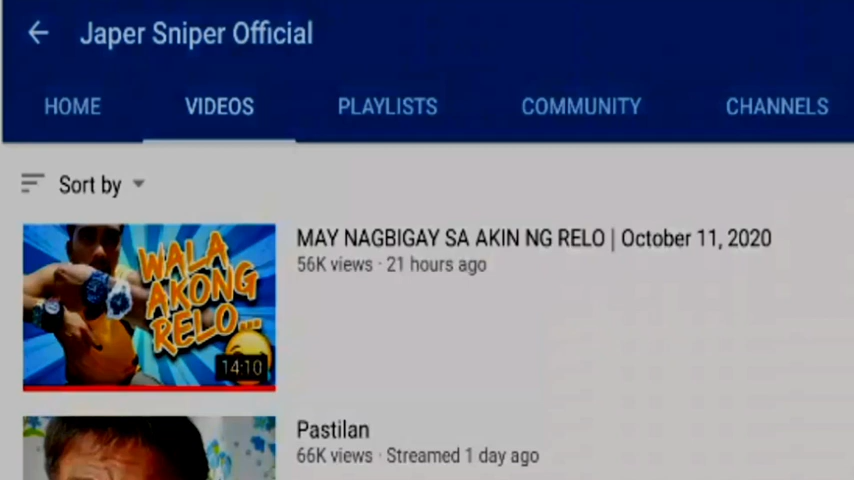 Japer Sniper Official
HOME VIDEOS PLAYLISTS COMMUNITY CHANNELS
Sort by
WALA
AKONG
RELO...
14:10
MAY NAGBIGAY SA AKIN NG RELO | October 11, 2020
56K views · 21 hours ago
Pastilan
66K views · Streamed 1 day ago